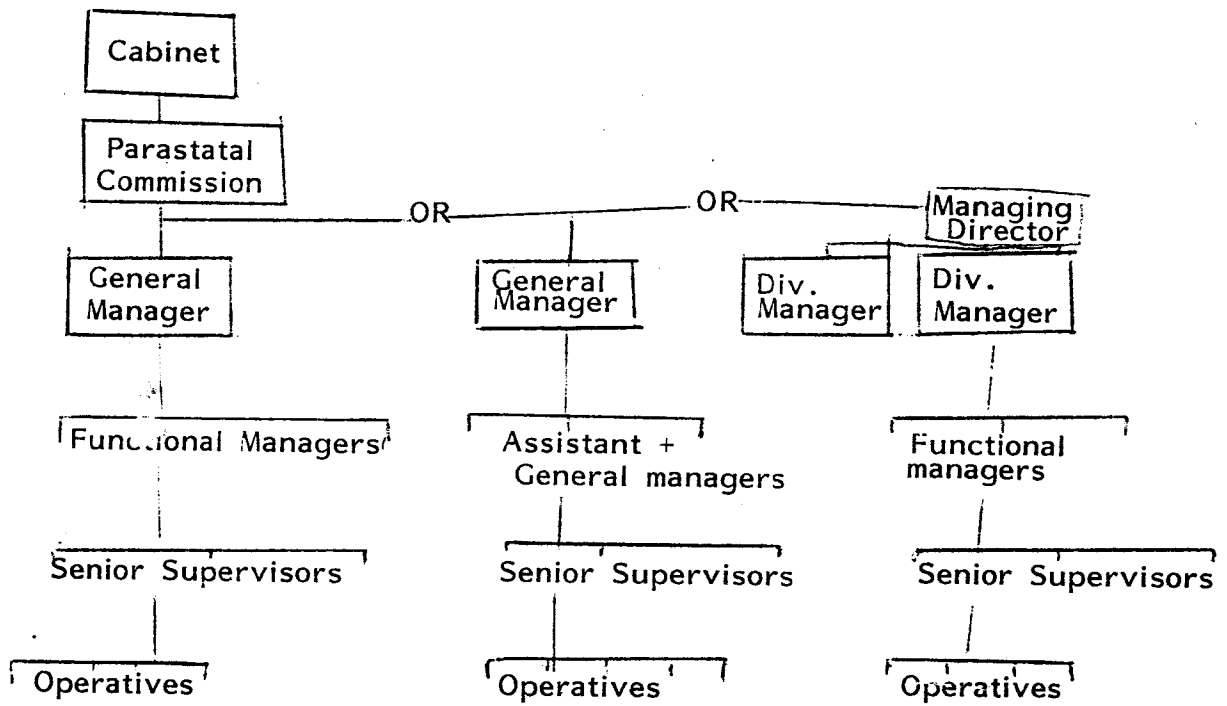 Cabinet
Parastatal
Commission
OR
OR
Managing
Director
General
Manager
General
Manager
Div.
Manager
Div.
Manager
Functional Managers
Assistant +
General managers
Functional
managers
Senior Supervisors
Senior Supervisors
Senior Supervisors
Operatives
Operatives
Operatives